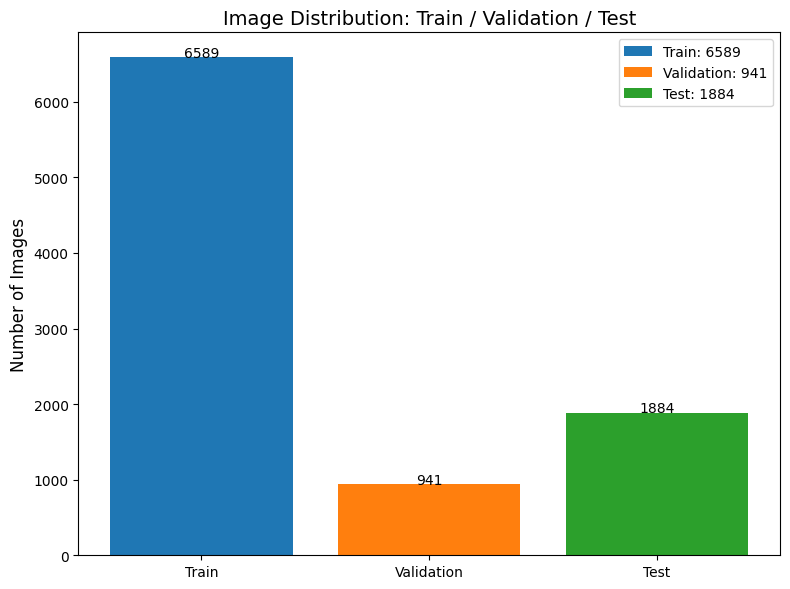 Image Distribution: Train / Validation / Test
Train: 6589
Validation: 941
Test: 1884
Number of Images
6000
5000
4000
3000
2000
1000
0
6589
941
1884
Train
Validation
Test